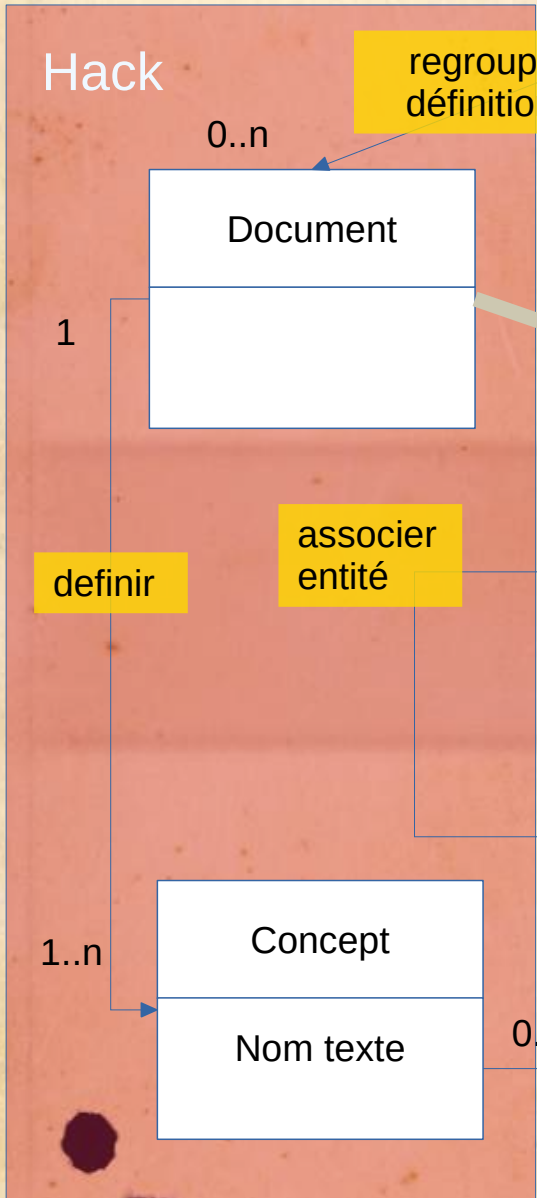 Hack
regroup
définitio
0..n
Document
1
associer
entité
definir
Concept
1..n
Nom texte
0.